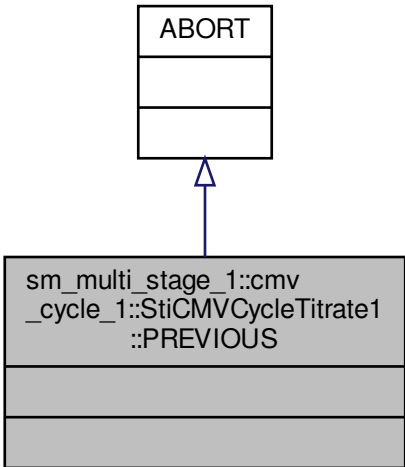 ABORT
sm_multi_stage_1::cmv
_cycle_1::StiCMVCycleTitrate1
::PREVIOUS